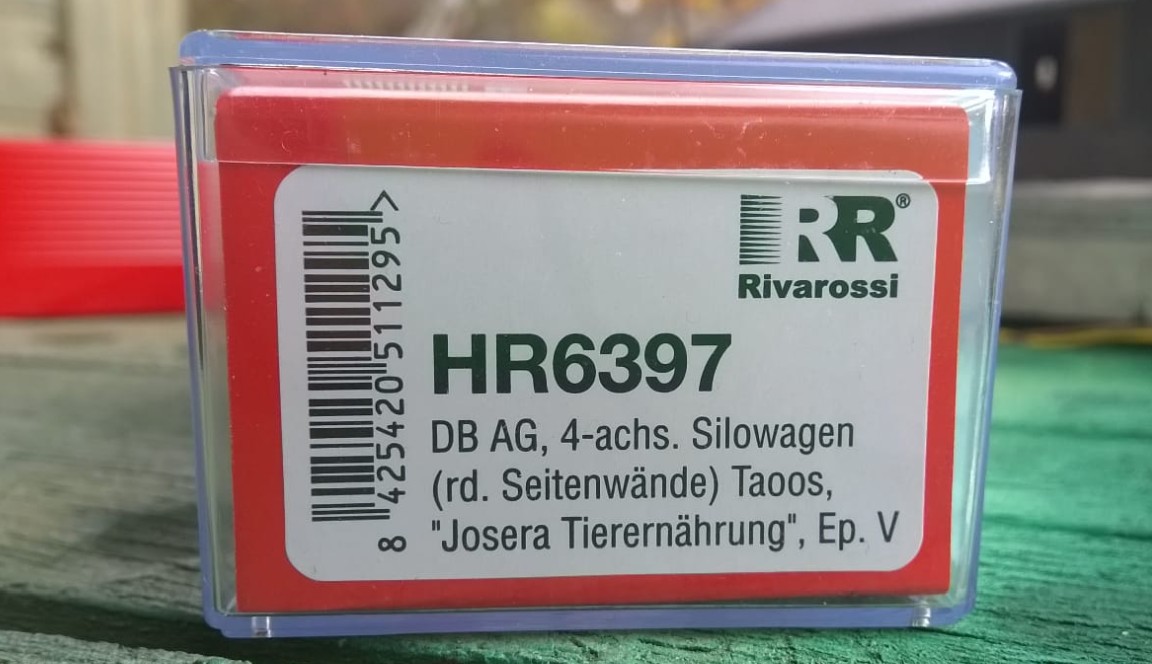 RR®
Rivarossi
HR6397
DB AG, 4-achs. Silowagen
(rd. Seitenwände) Taoos,
"Josera Tierernährung", Ep. V
8 425420 511295 >